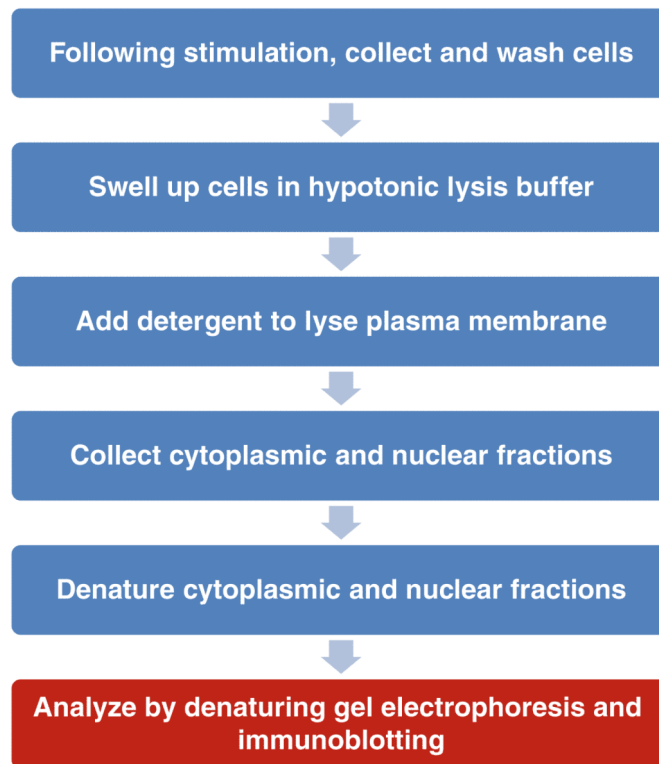 Following stimulation, collect and wash cells
Swell up cells in hypotonic lysis buffer
Add detergent to lyse plasma membrane
Collect cytoplasmic and nuclear fractions
Denature cytoplasmic and nuclear fractions
Analyze by denaturing gel electrophoresis and
immunoblotting